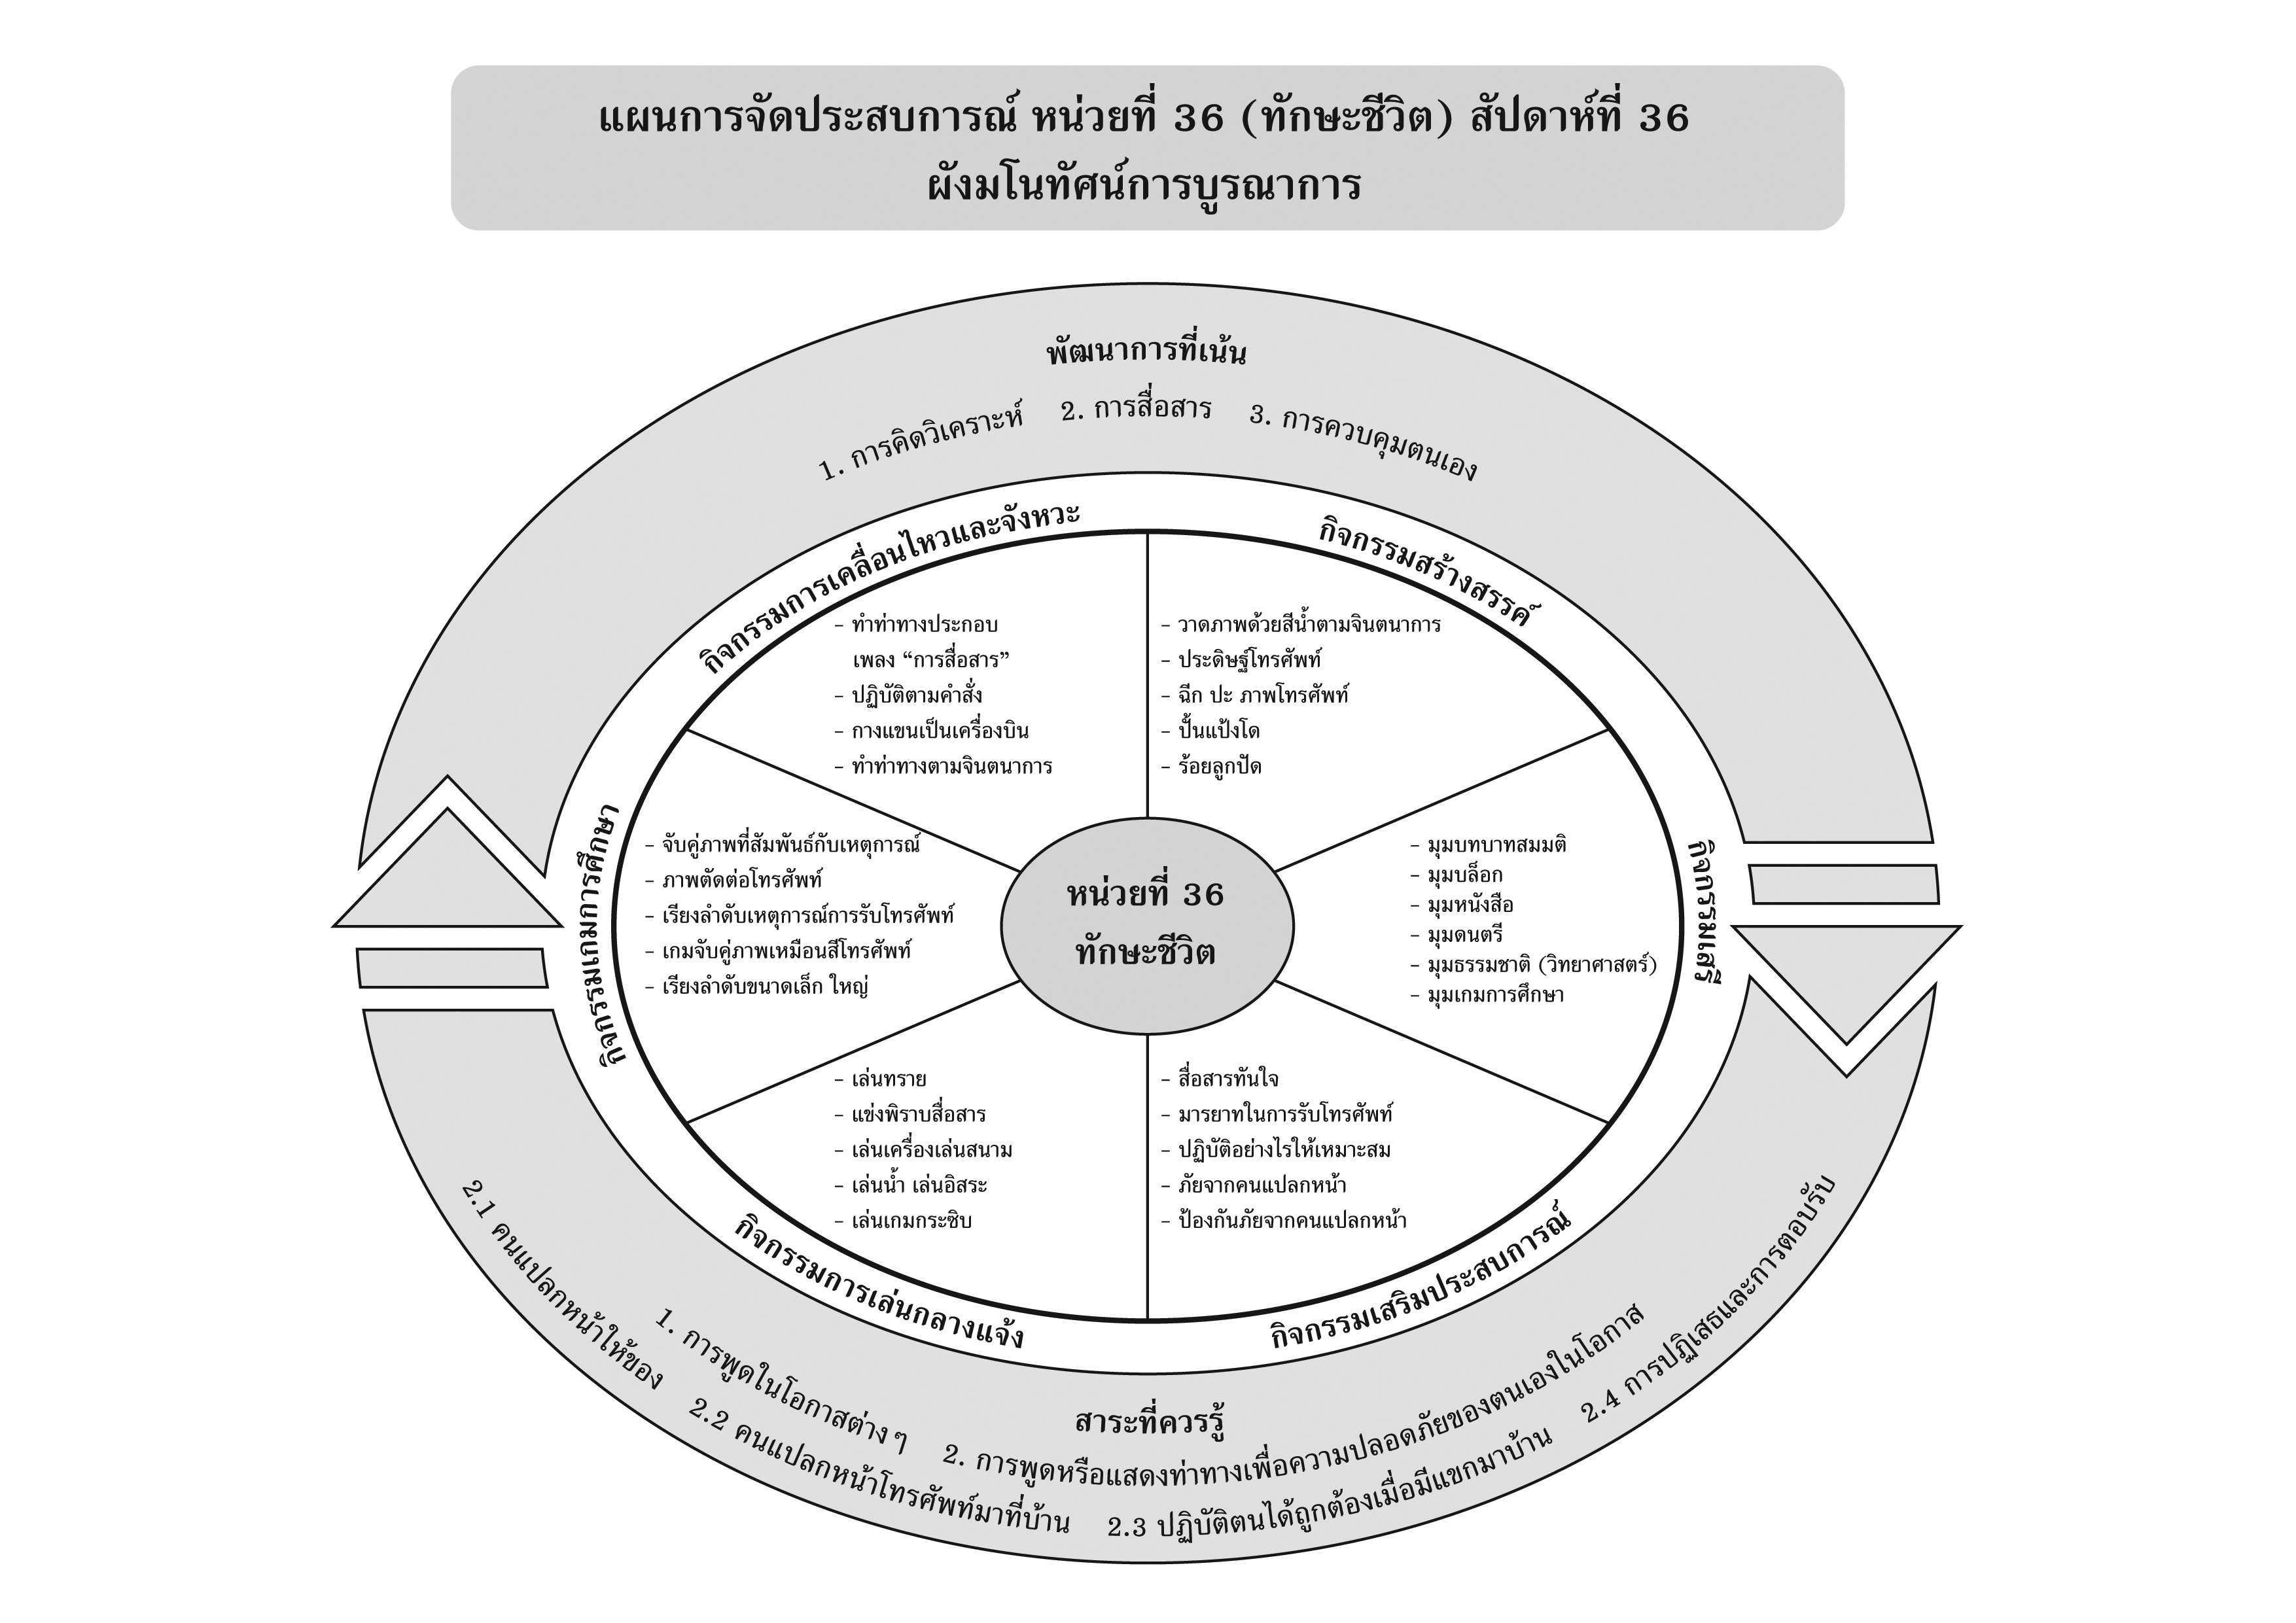 แผนการจัดประสบการณ์ หน่วยที่ 36 (ทักษะชีวิต) สัปดาห์ที่ 36
ผังมโนทัศน์การบูรณาการ
พัฒนาการที่เน้น
1. การคิดวิเคราะห์ 2. การสื่อสาร 3. การควบคุมตนเอง
กิจกรรมการเคลื่อนไหวและจังหวะ
- ทำท่าทางประกอบ
เพลง “การสื่อสาร”
- ปฏิบัติตามคำสั่ง
- กางแขนเป็นเครื่องบิน
- ทำท่าทางตามจินตนาการ
กิจกรรมสร้างสรรค์
- วาดภาพด้วยสีน้ำตามจินตนาการ
- ประดิษฐ์โทรศัพท์
- ฉีก ปะ ภาพโทรศัพท์
- ปั้นแป้งโด
- ร้อยลูกปัด
กิจกรรมเกมการศึกษา
- จับคู่ภาพที่สัมพันธ์กับเหตุการณ์
- ภาพตัดต่อโทรศัพท์
- เรียงลำดับเหตุการณ์การรับโทรศัพท์
- เกมจับคู่ภาพเหมือนสีโทรศัพท์
- เรียงลำดับขนาดเล็ก ใหญ่
หน่วยที่ 36
ทักษะชีวิต
กิจกรรมเสรี
- มุมบทบาทสมมติ
- มุมบล็อก
- มุมหนังสือ
- มุมดนตรี
- มุมธรรมชาติ (วิทยาศาสตร์)
- มุมเกมการศึกษา
กิจกรรมการเล่นกลางแจ้ง
- เล่นทราย
- แข่งพิราบสื่อสาร
- เล่นเครื่องเล่นสนาม
- เล่นน้ำ เล่นอิสระ
- เล่นเกมกระซิบ
กิจกรรมเสริมประสบการณ์
- สื่อสารทันใจ
- มารยาทในการรับโทรศัพท์
- ปฏิบัติอย่างไรให้เหมาะสม
- ภัยจากคนแปลกหน้า
- ป้องกันภัยจากคนแปลกหน้า
สาระที่ควรรู้
1. การพูดในโอกาสต่าง ๆ 2. การพูดหรือแสดงท่าทางเพื่อความปลอดภัยของตนเองในโอกาส
2.1 คนแปลกหน้าให้ของ 2.2 คนแปลกหน้าโทรศัพท์มาที่บ้าน 2.3 ปฏิบัติตนได้ถูกต้องเมื่อมีแขกมาบ้าน 2.4 การปฏิเสธและการตอบรับ